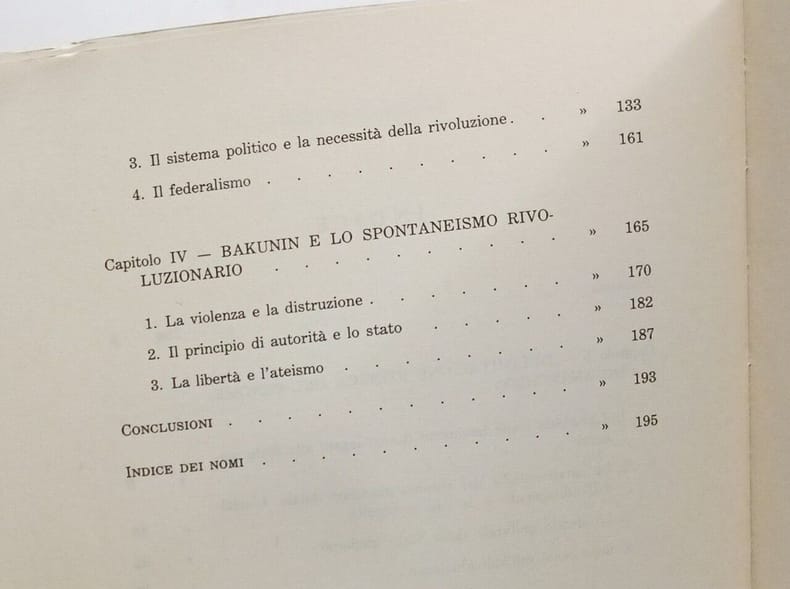 3. Il sistema politico e la necessità della rivoluzione . . » 133
4. Il federalismo . . . . . . . . . . » 161
Capitolo IV — BAKUNIN E LO SPONTANEISMO RIVO-
LUZIONARIO . . . . . . . . . . » 165
1. La violenza e la distruzione . . . . . . . » 170
2. Il principio di autorità e lo stato . . . . . » 182
3. La libertà e l'ateismo . . . . . . . . » 187
CONCLUSIONI . . . . . . . . . . . . . » 193
INDICE DEI NOMI . . . . . . . . . . . » 195